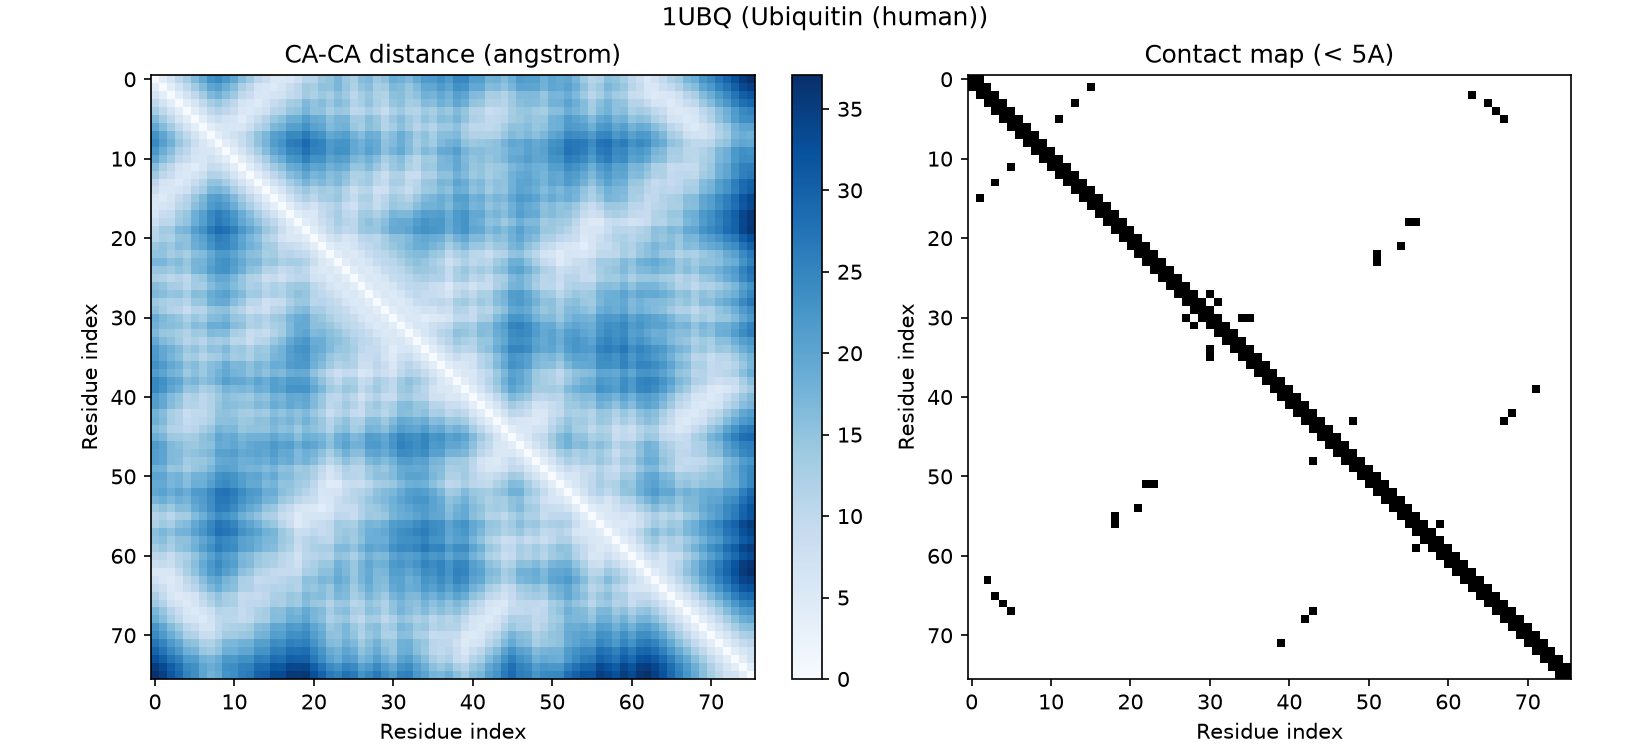 1UBQ (Ubiquitin (human))
CA-CA distance (angstrom)
Residue index
0
10
20
30
40
50
60
70
0 10 20 30 40 50 60 70
Residue index
35
30
25
20
15
10
5
0
Contact map (< 5A)
Residue index
0
10
20
30
40
50
60
70
0 10 20 30 40 50 60 70
Residue index